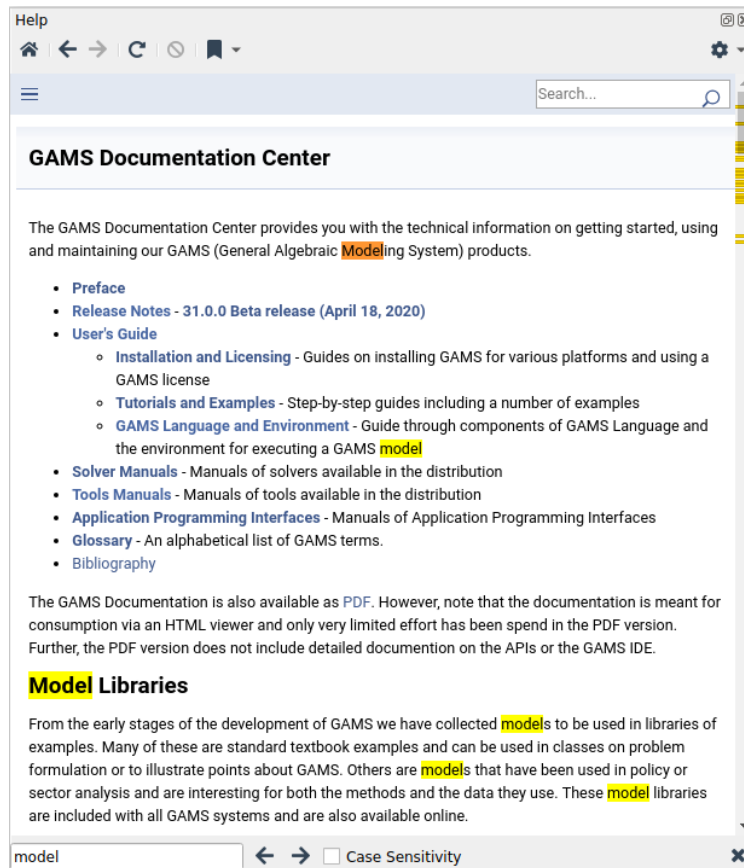 Help
Search...
GAMS Documentation Center
The GAMS Documentation Center provides you with the technical information on getting started, using
and maintaining our GAMS (General Algebraic Modeling System) products.
• Preface
• Release Notes - 31.0.0 Beta release (April 18, 2020)
• User's Guide
◦ Installation and Licensing - Guides on installing GAMS for various platforms and using a
GAMS license
◦ Tutorials and Examples - Step-by-step guides including a number of examples
◦ GAMS Language and Environment - Guide through components of GAMS Language and
the environment for executing a GAMS model
• Solver Manuals - Manuals of solvers available in the distribution
• Tools Manuals - Manuals of tools available in the distribution
• Application Programming Interfaces - Manuals of Application Programming Interfaces
• Glossary - An alphabetical list of GAMS terms.
• Bibliography
The GAMS Documentation is also available as PDF. However, note that the documentation is meant for
consumption via an HTML viewer and only very limited effort has been spend in the PDF version.
Further, the PDF version does not include detailed documention on the APIs or the GAMS IDE.
Model Libraries
From the early stages of the development of GAMS we have collected models to be used in libraries of
examples. Many of these are standard textbook examples and can be used in classes on problem
formulation or to illustrate points about GAMS. Others are models that have been used in policy or
sector analysis and are interesting for both the methods and the data they use. These model libraries
are included with all GAMS systems and are also available online.
model
Case Sensitivity